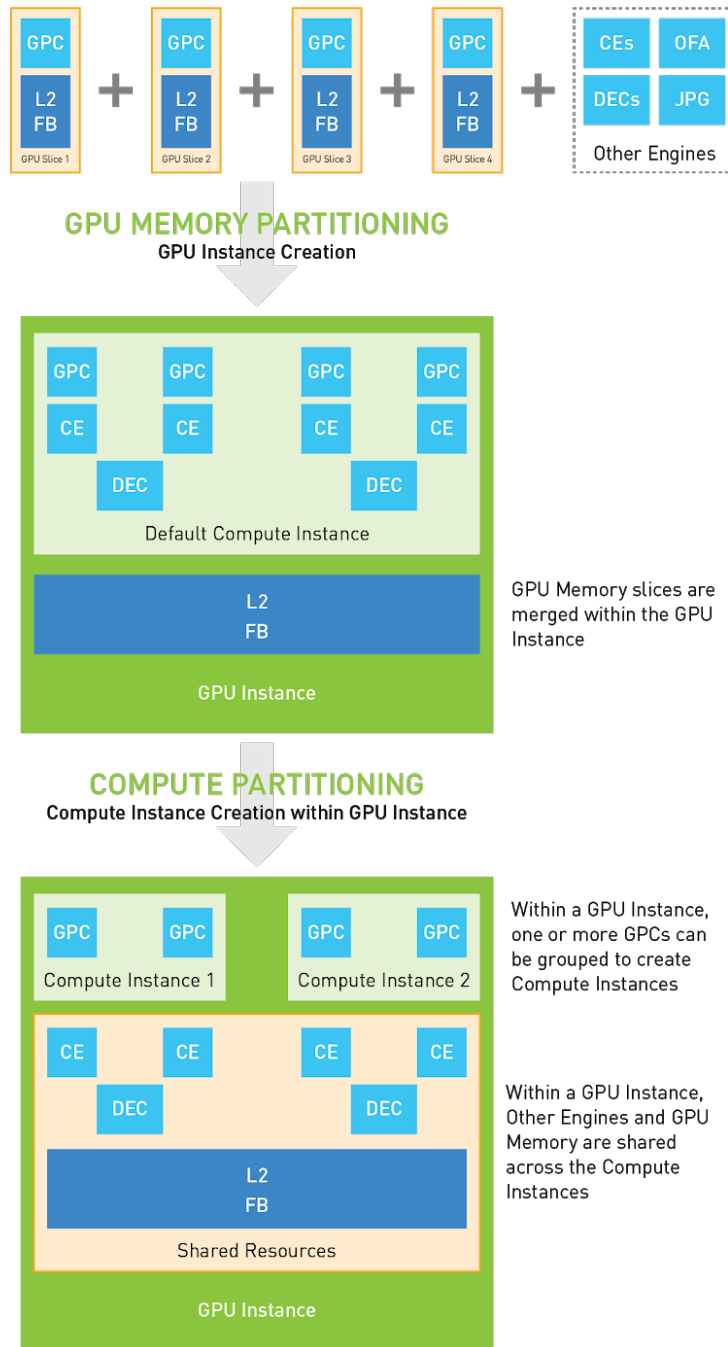 GPC
GPC
GPC
GPC
CEs
OFA
L2
FB
L2
FB
L2
FB
L2
FB
DECs
JPG
GPU Slice 1
GPU Slice 2
GPU Slice 3
GPU Slice 4
Other Engines
GPU MEMORY PARTITIONING
GPU Instance Creation
GPC
GPC
GPC
GPC
CE
CE
CE
CE
DEC
DEC
Default Compute Instance
L2
FB
GPU Memory slices are
merged within the GPU
Instance
GPU Instance
COMPUTE PARTITIONING
Compute Instance Creation within GPU Instance
GPC
GPC
GPC
GPC
Compute Instance 1
Compute Instance 2
Within a GPU Instance,
one or more GPCs can
be grouped to create
Compute Instances
CE
CE
CE
CE
DEC
DEC
L2
FB
Shared Resources
Within a GPU Instance,
Other Engines and GPU
Memory are shared
across the Compute
Instances
GPU Instance